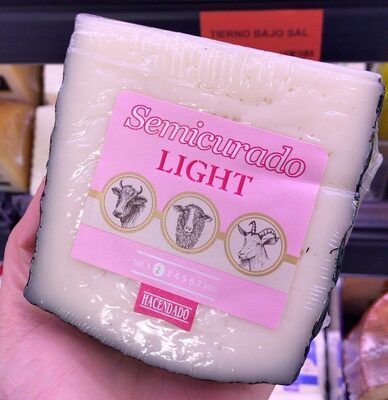 TIERNO BAJO SAL
Semicurado
LIGHT
1 2 3 4 5 6 7
HACENDADO